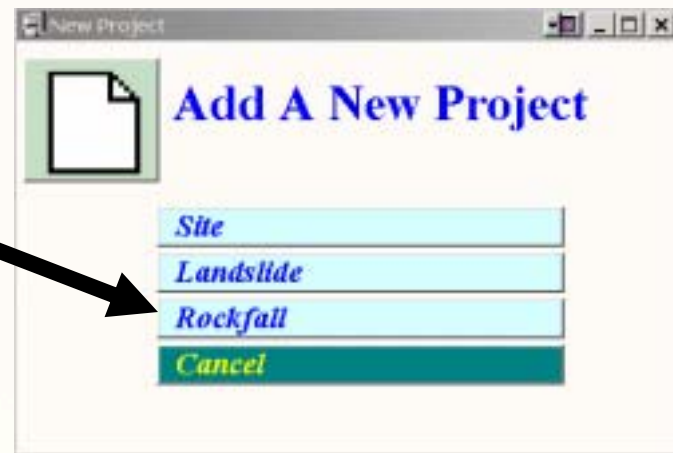 New Project
Add A New Project
Site
Landslide
Rockfall
Cancel